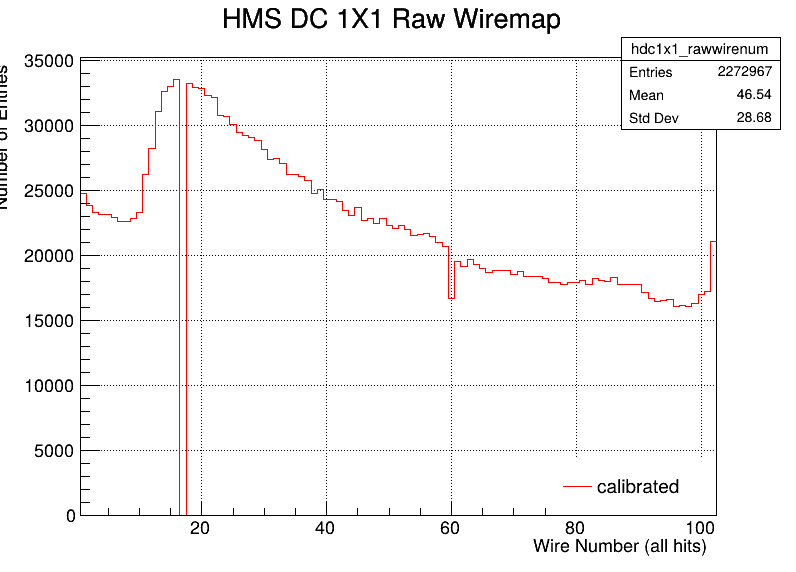 HMS DC 1X1 Raw Wiremap
hdc1x1_rawwirenum
Entries 2272967
Mean 46.54
Std Dev 28.68
Number of Entries
35000
30000
25000
20000
15000
10000
5000
0
calibrated
20 40 60 80 100
Wire Number (all hits)